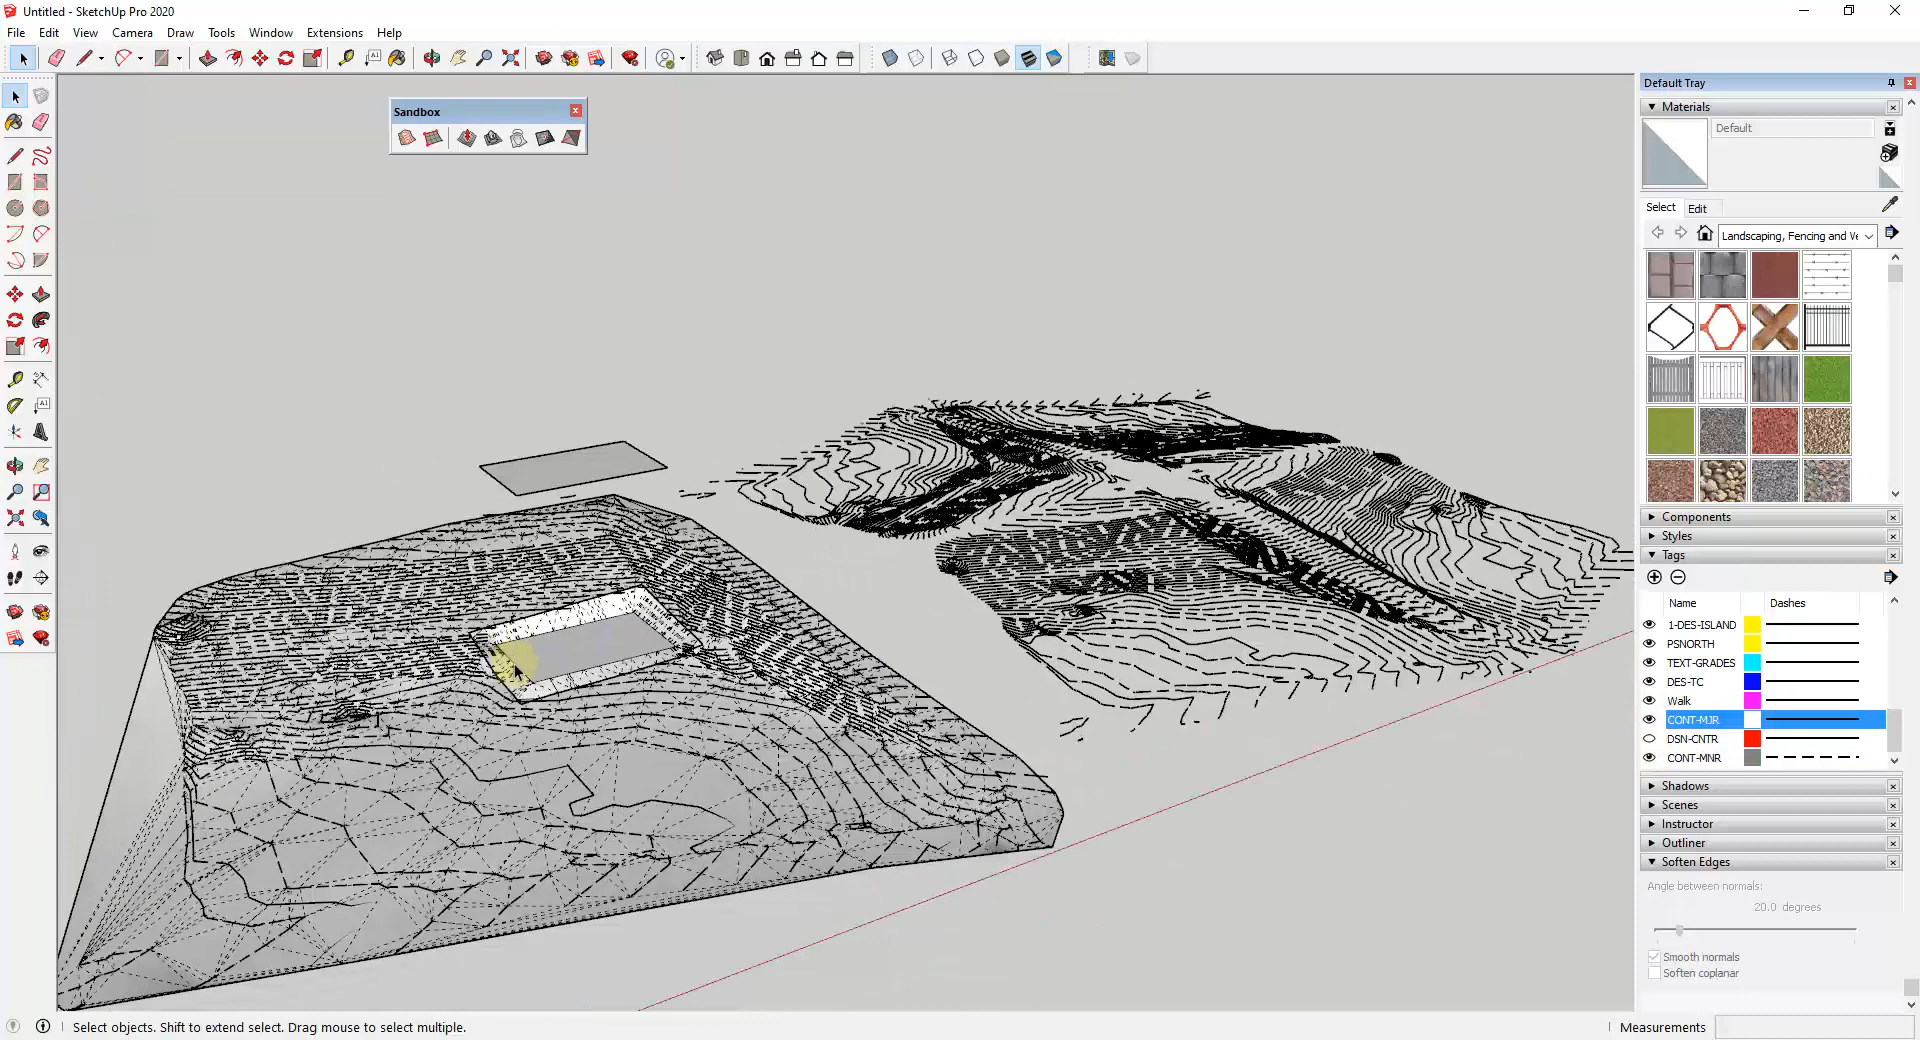 Untitled - SketchUp Pro 2020
File Edit View Camera Draw Tools Window Extensions Help
Sandbox
Default Tray
Materials
Default
Select Edit
Landscaping, Fencing and Ve
Components
Styles
Tags
Name Dashes
1-DES-ISLAND
PSNORTH
TEXT-GRADES
DES-TC
Walk
CONT-MJR
DSN-CNTR
CONT-MNR
Shadows
Scenes
Instructor
Outliner
Soften Edges
Angle between normals:
20.0 degrees
Smooth normals
Soften coplanar
Select objects. Shift to extend select. Drag mouse to select multiple.
Measurements